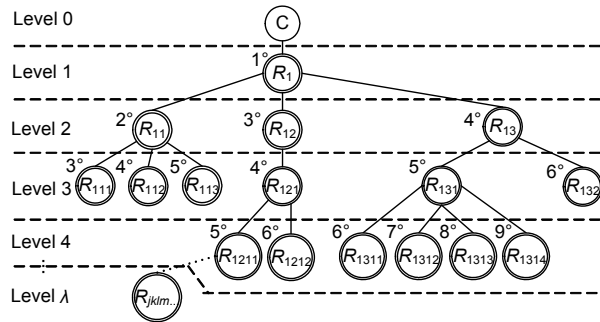 Level 0 C
Level 1 1° R1
Level 2 2° R11 3° R12 4° R13
Level 3 3° R111 4° R112 5° R113 4° R121 5° R131 6° R132
Level 4 5° R1211 6° R1212 6° R1311 7° R1312 8° R1313 9° R1314
Level λ Rjklm..